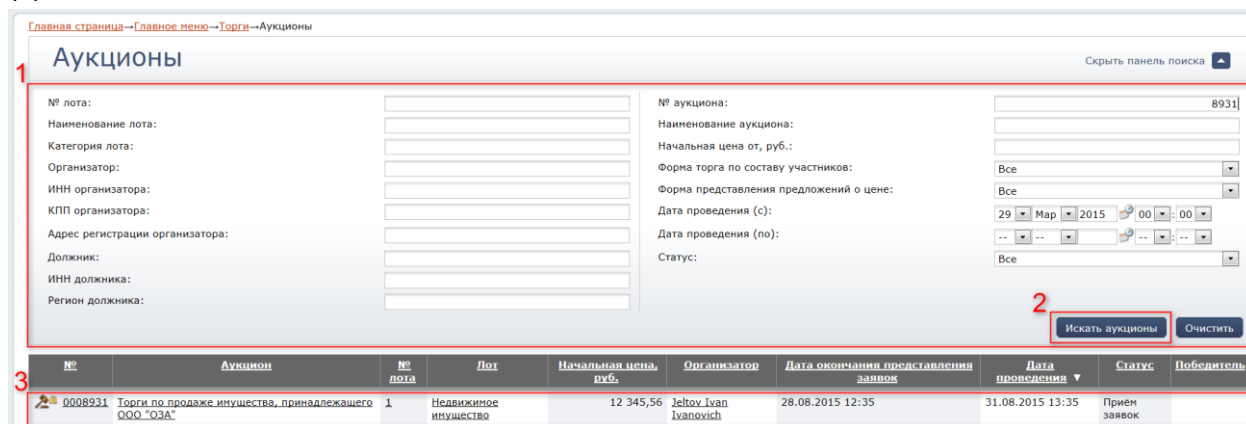 Главная страница→Главное меню→Торги→Аукционы
Аукционы
Скрыть панель поиска
1
№ лота:
№ аукциона: 8931
Наименование лота:
Наименование аукциона:
Категория лота:
Начальная цена от, руб.:
Организатор:
Форма торга по составу участников: Все
ИНН организатора:
Форма представления предложений о цене: Все
КПП организатора:
Дата проведения (с): 29 Мар 2015 00 : 00
Адрес регистрации организатора:
Дата проведения (по): -- -- -- : --
Должник:
Статус: Все
ИНН должника:
Регион должника:
2
Искать аукционы Очистить
№ Аукцион № лота Лот Начальная цена, руб. Организатор Дата окончания представления заявок Дата проведения ▼ Статус Победитель
3
0008931 Торги по продаже имущества, принадлежащего ООО "ОЗА" 1 Недвижимое имущество 12 345,56 Jeltov Ivan Ivanovich 28.08.2015 12:35 31.08.2015 13:35 Приём заявок